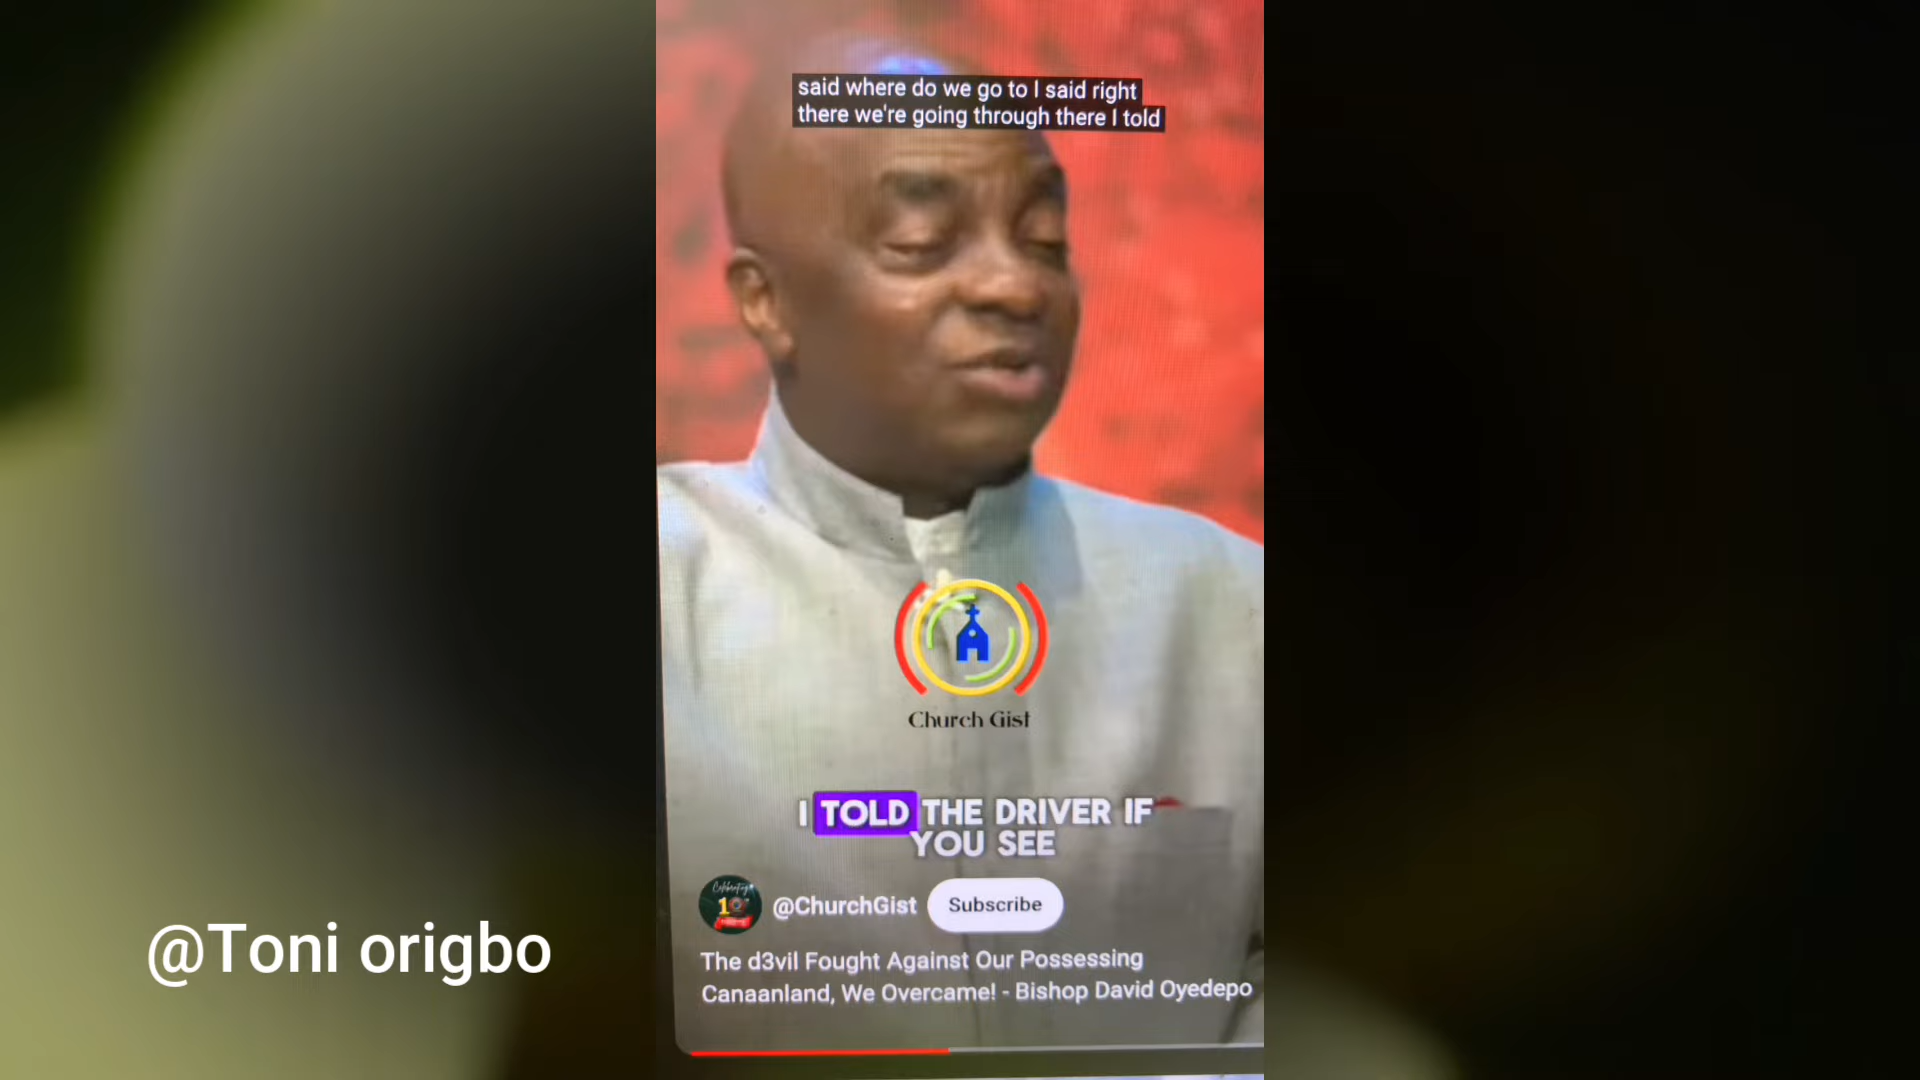 said where do we go to I said right
there we're going through there I told
Church Gist
I TOLD THE DRIVER IF
YOU SEE
Celebrating
10
@ChurchGist
Subscribe
@Toni origbo
The d3vil Fought Against Our Possessing
Canaanland, We Overcame! - Bishop David Oyedepo